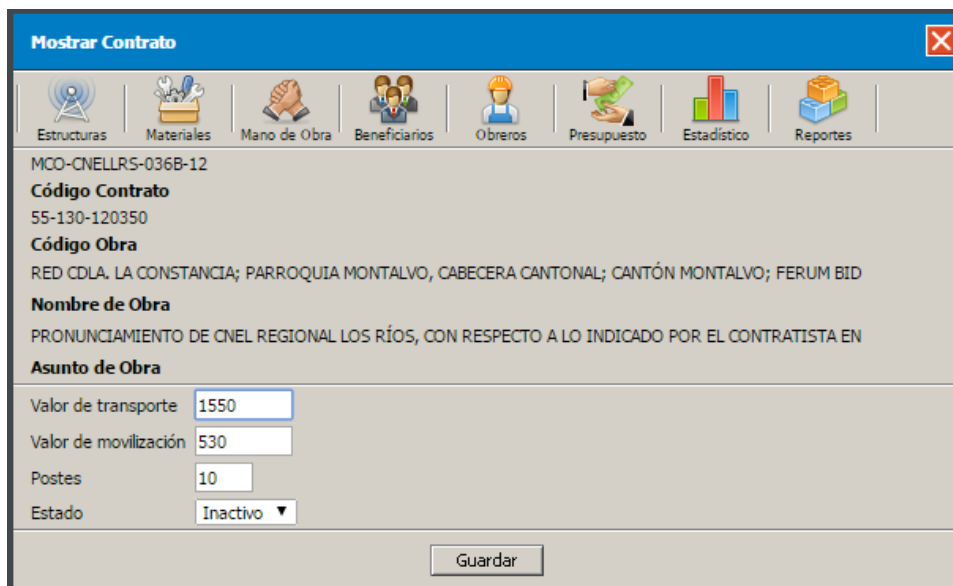 Mostrar Contrato
Estructuras Materiales Mano de Obra Beneficiarios Obreros Presupuesto Estadístico Reportes
MCO-CNELLRS-036B-12
Código Contrato
55-130-120350
Código Obra
RED CDLA. LA CONSTANCIA; PARROQUIA MONTALVO, CABECERA CANTONAL; CANTÓN MONTALVO; FERUM BID
Nombre de Obra
PRONUNCIAMIENTO DE CNEL REGIONAL LOS RÍOS, CON RESPECTO A LO INDICADO POR EL CONTRATISTA EN
Asunto de Obra
Valor de transporte 1550
Valor de movilización 530
Postes 10
Estado Inactivo
Guardar